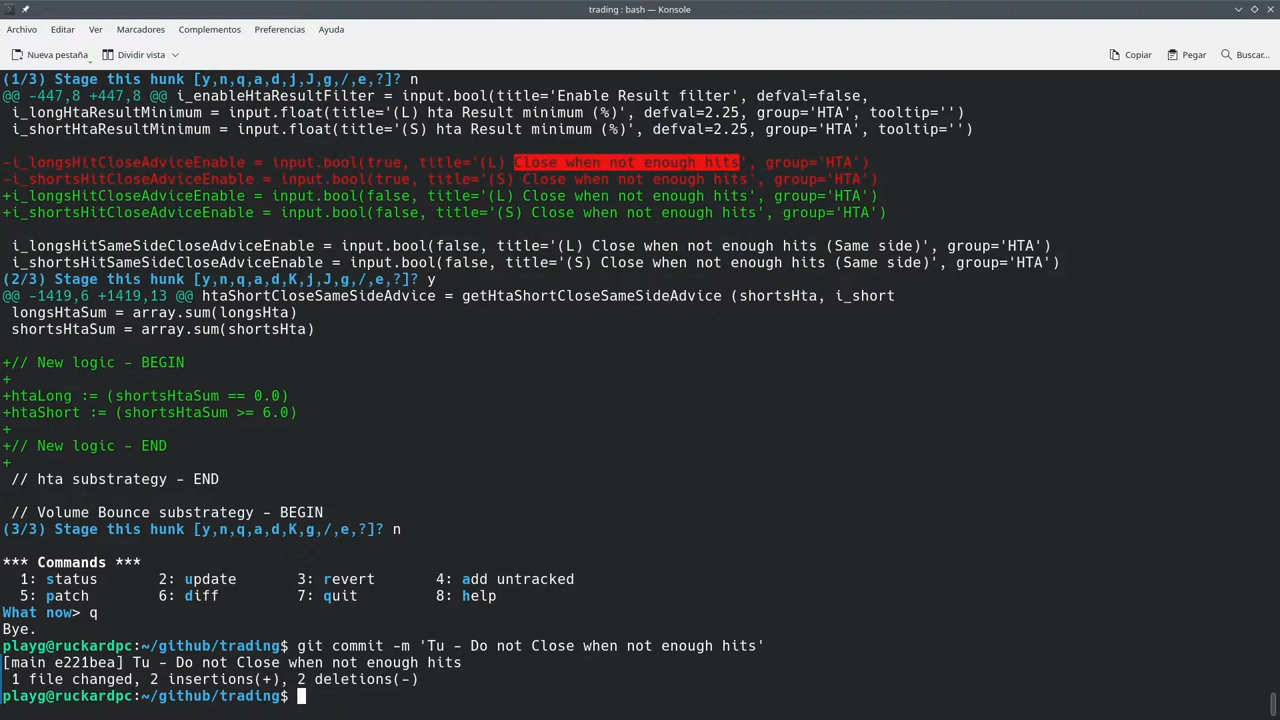 trading : bash — Konsole
Archivo Editar Ver Marcadores Complementos Preferencias Ayuda
Nueva pestaña Dividir vista Copiar Pegar Buscar...
(1/3) Stage this hunk [y,n,q,a,d,j,J,g,/,e,?]? n
@@ -447,8 +447,8 @@ i_enableHtaResultFilter = input.bool(title='Enable Result filter', defval=false,
 i_longHtaResultMinimum = input.float(title='(L) hta Result minimum (%)', defval=2.25, group='HTA', tooltip='')
 i_shortHtaResultMinimum = input.float(title='(S) hta Result minimum (%)', defval=2.25, group='HTA', tooltip='')
-i_longsHitCloseAdviceEnable = input.bool(true, title='(L) Close when not enough hits', group='HTA')
-i_shortsHitCloseAdviceEnable = input.bool(true, title='(S) Close when not enough hits', group='HTA')
+i_longsHitCloseAdviceEnable = input.bool(false, title='(L) Close when not enough hits', group='HTA')
+i_shortsHitCloseAdviceEnable = input.bool(false, title='(S) Close when not enough hits', group='HTA')
 i_longsHitSameSideCloseAdviceEnable = input.bool(false, title='(L) Close when not enough hits (Same side)', group='HTA')
 i_shortsHitSameSideCloseAdviceEnable = input.bool(false, title='(S) Close when not enough hits (Same side)', group='HTA')
(2/3) Stage this hunk [y,n,q,a,d,K,j,J,g,/,e,?]? y
@@ -1419,6 +1419,13 @@ htaShortCloseSameSideAdvice = getHtaShortCloseSameSideAdvice (shortsHta, i_short
 longsHtaSum = array.sum(longsHta)
 shortsHtaSum = array.sum(shortsHta)
+// New logic - BEGIN
+
+htaLong := (shortsHtaSum == 0.0)
+htaShort := (shortsHtaSum >= 6.0)
+
+// New logic - END
+
 // hta substrategy - END
 // Volume Bounce substrategy - BEGIN
(3/3) Stage this hunk [y,n,q,a,d,K,g,/,e,?]? n
*** Commands ***
  1: status 2: update 3: revert 4: add untracked
  5: patch 6: diff 7: quit 8: help
What now> q
Bye.
playg@ruckardpc:~/github/trading$ git commit -m 'Tu - Do not Close when not enough hits'
[main e221bea] Tu - Do not Close when not enough hits
 1 file changed, 2 insertions(+), 2 deletions(-)
playg@ruckardpc:~/github/trading$